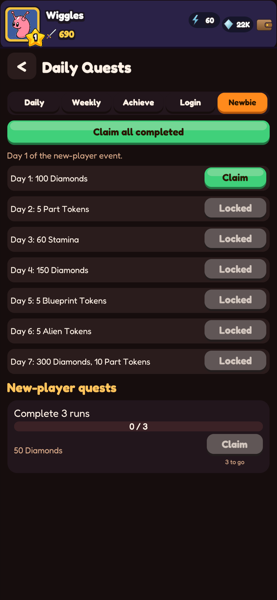 Wiggles
60
22K
1
690
< Daily Quests
Daily Weekly Achieve Login Newbie
Claim all completed
Day 1 of the new-player event.
Day 1: 100 Diamonds Claim
Day 2: 5 Part Tokens Locked
Day 3: 60 Stamina Locked
Day 4: 150 Diamonds Locked
Day 5: 5 Blueprint Tokens Locked
Day 6: 5 Alien Tokens Locked
Day 7: 300 Diamonds, 10 Part Tokens Locked
New-player quests
Complete 3 runs
0 / 3
50 Diamonds Claim
3 to go